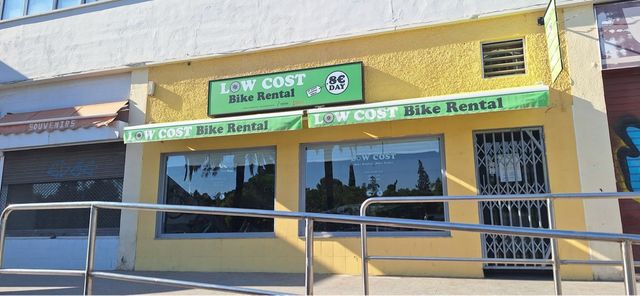 LOW COST
Bike Rental
8€
DAY
LOW COST Bike Rental
LOW COST Bike Rental
SOUVENIRS
LOW COST